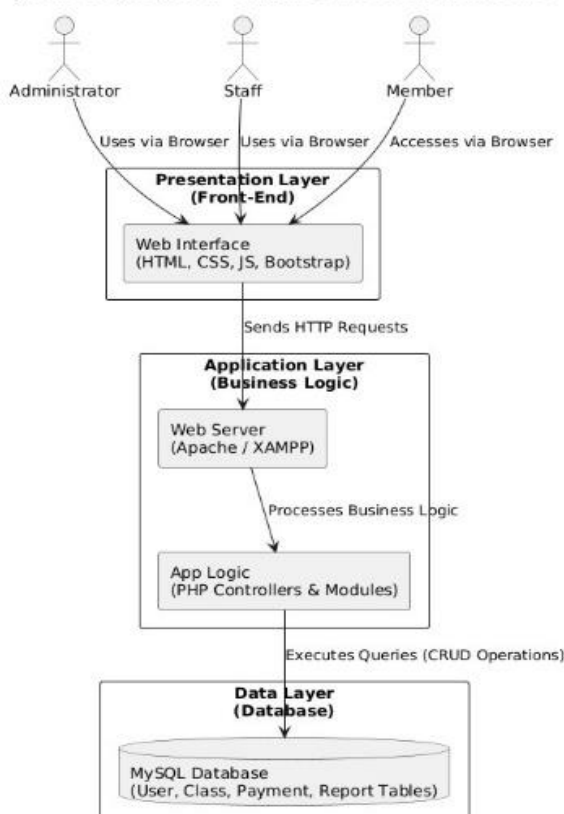 Administrator
Staff
Member
Uses via Browser
Uses via Browser
Accesses via Browser
Presentation Layer
(Front-End)
Web Interface
(HTML, CSS, JS, Bootstrap)
Sends HTTP Requests
Application Layer
(Business Logic)
Web Server
(Apache / XAMPP)
Processes Business Logic
App Logic
(PHP Controllers & Modules)
Executes Queries (CRUD Operations)
Data Layer
(Database)
MySQL Database
(User, Class, Payment, Report Tables)